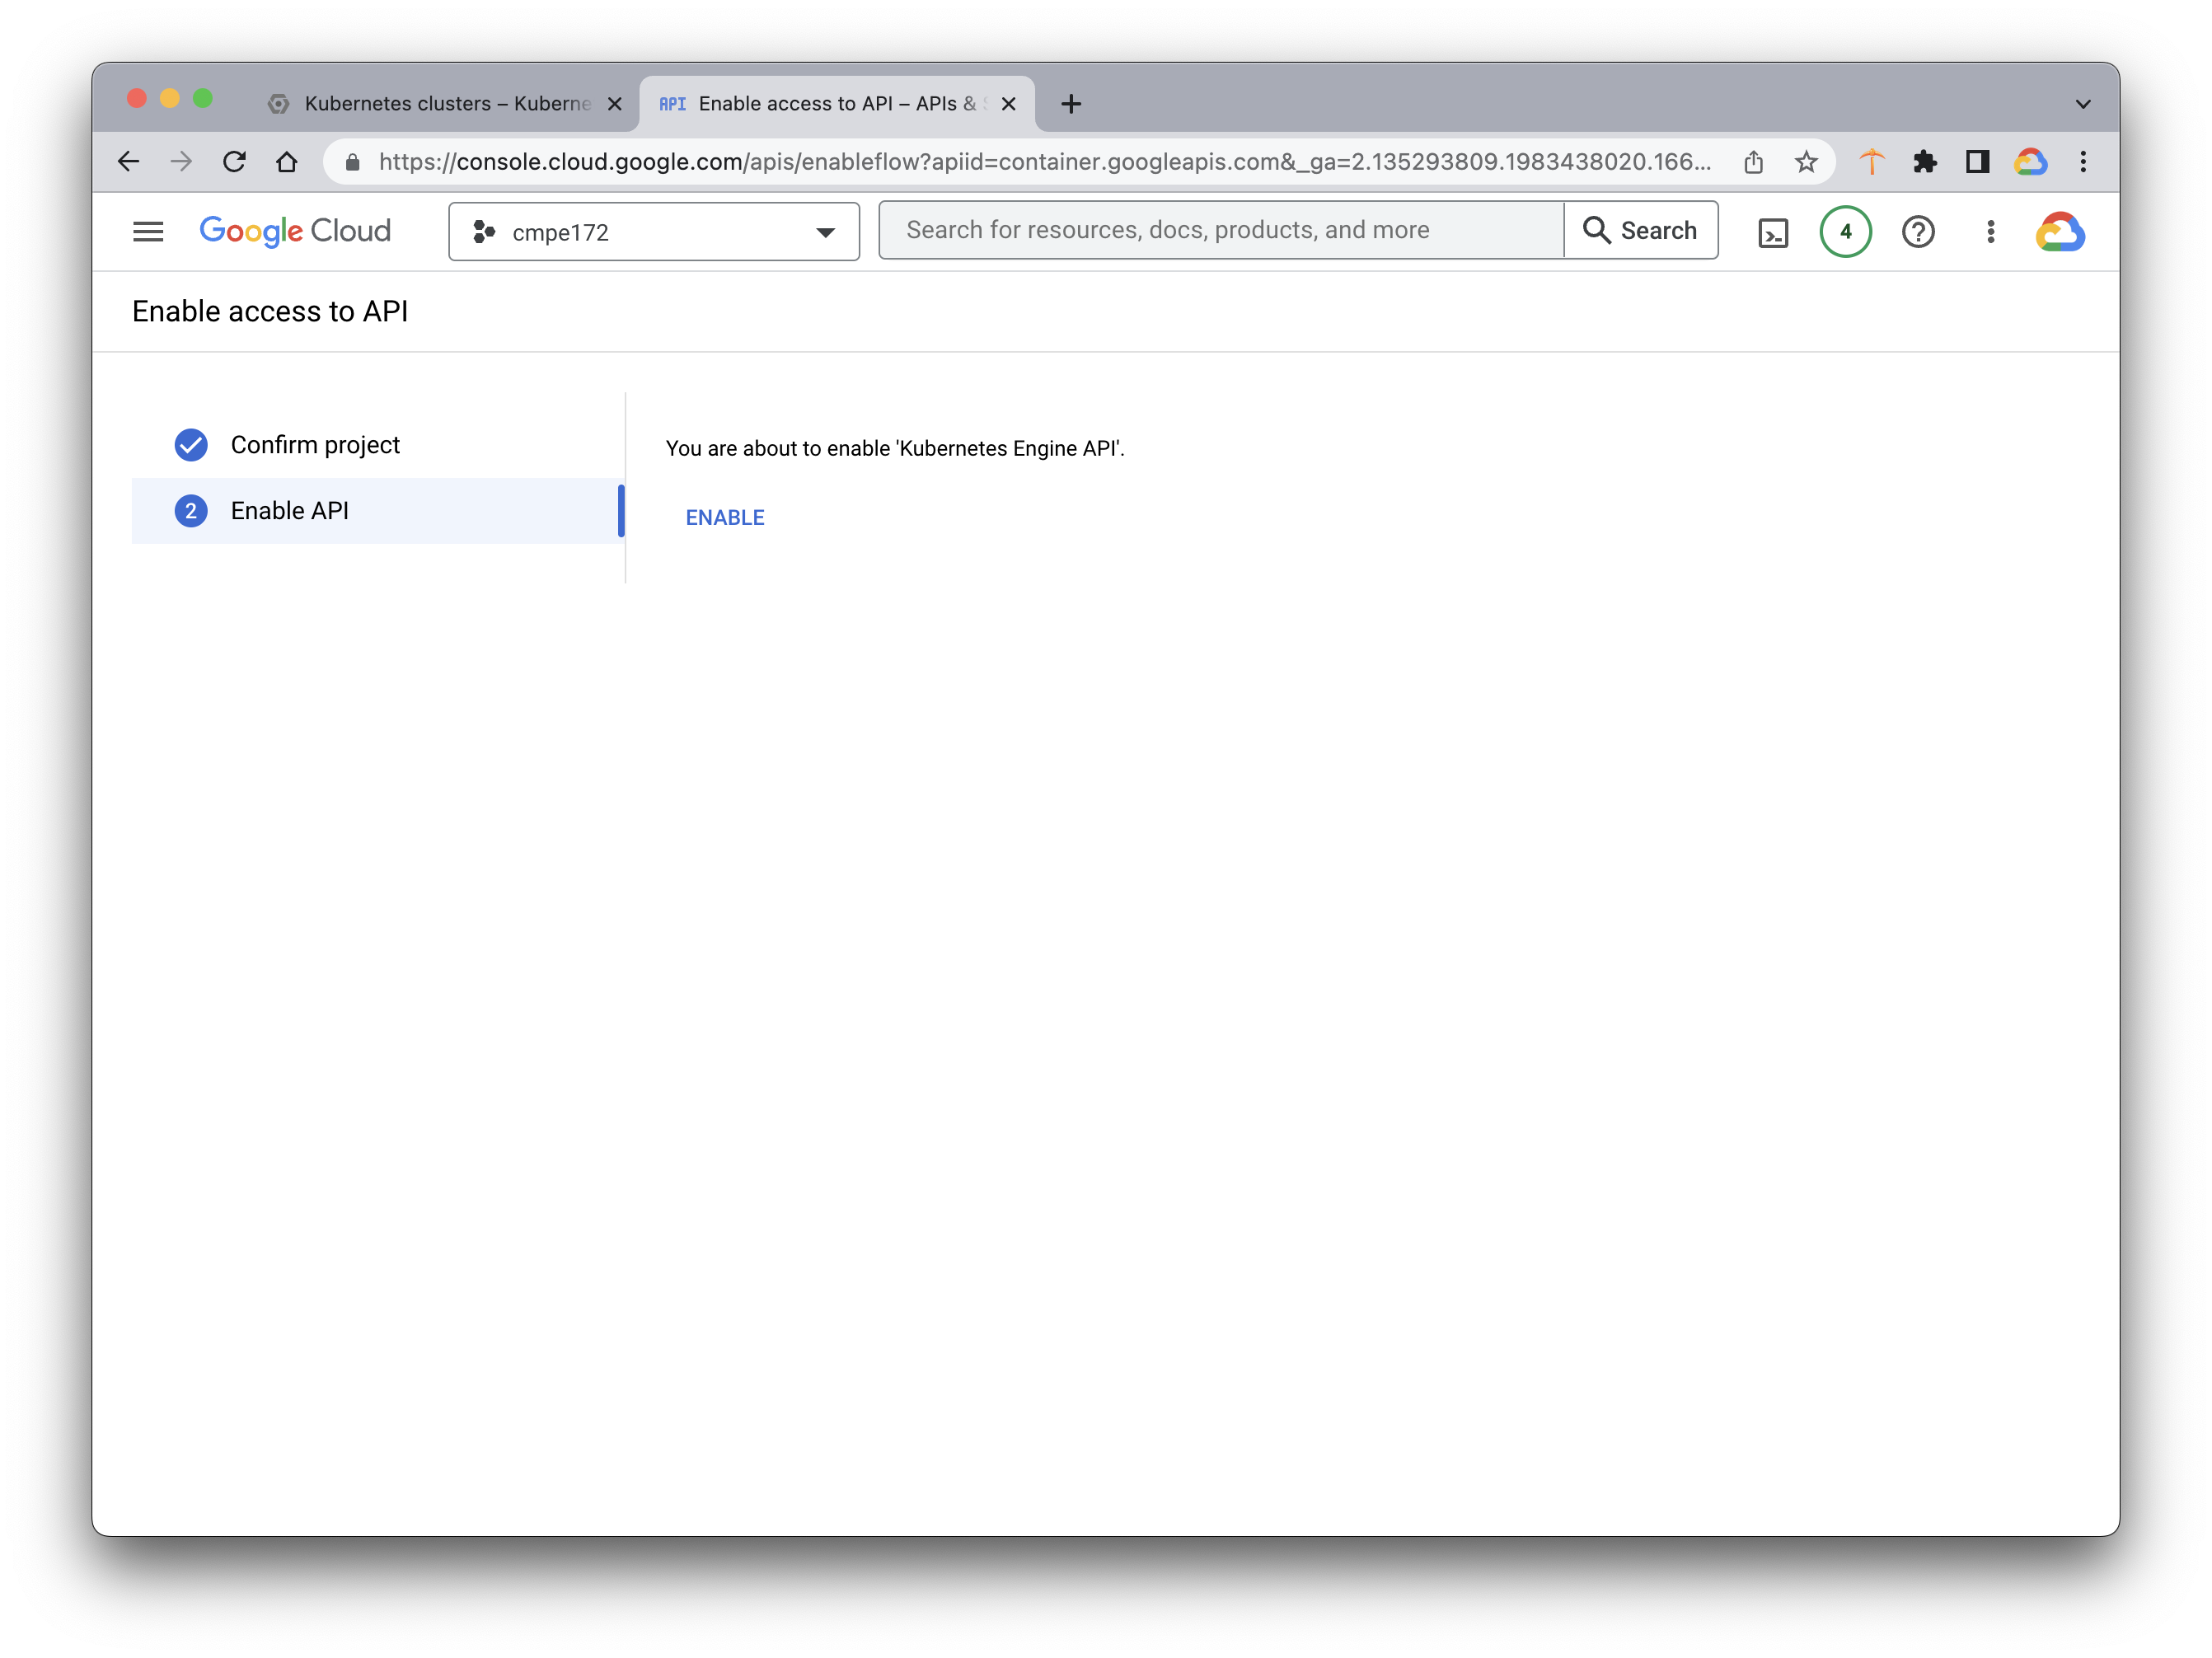 Kubernetes clusters – Kuberne
API Enable access to API – APIs &
https://console.cloud.google.com/apis/enableflow?apiid=container.googleapis.com&_ga=2.135293809.1983438020.166...
Google Cloud
cmpe172
Search for resources, docs, products, and more
Search
4
Enable access to API
Confirm project
You are about to enable 'Kubernetes Engine API'.
2 Enable API
ENABLE